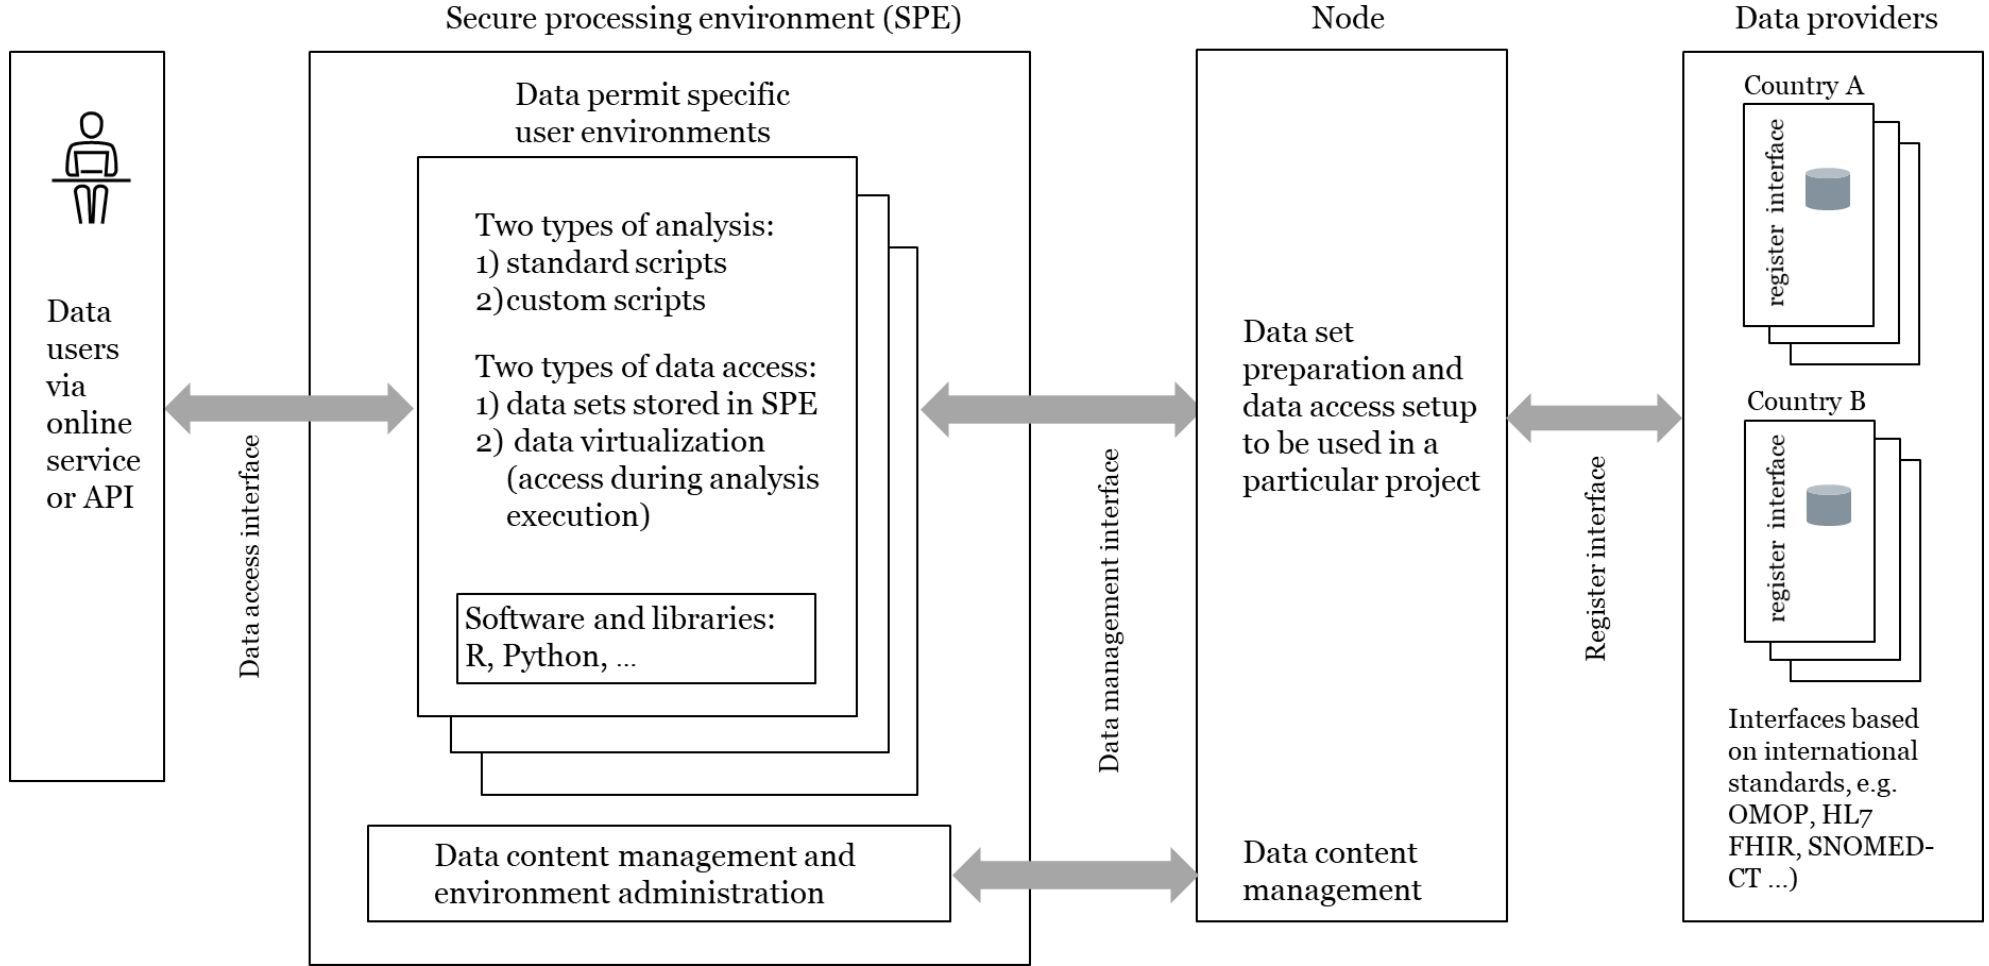 Secure processing environment (SPE)
Node
Data providers
Data
users
via
online
service
or API
Data access interface
Data permit specific
user environments
Two types of analysis:
1) standard scripts
2) custom scripts
Two types of data access:
1) data sets stored in SPE
2) data virtualization
(access during analysis
execution)
Software and libraries:
R, Python, ...
Data content management and
environment administration
Data management interface
Data set
preparation and
data access setup
to be used in a
particular project
Data content
management
Register interface
Country A
register interface
Country B
register interface
Interfaces based
on international
standards, e.g.
OMOP, HL7
FHIR, SNOMED-
CT ...)